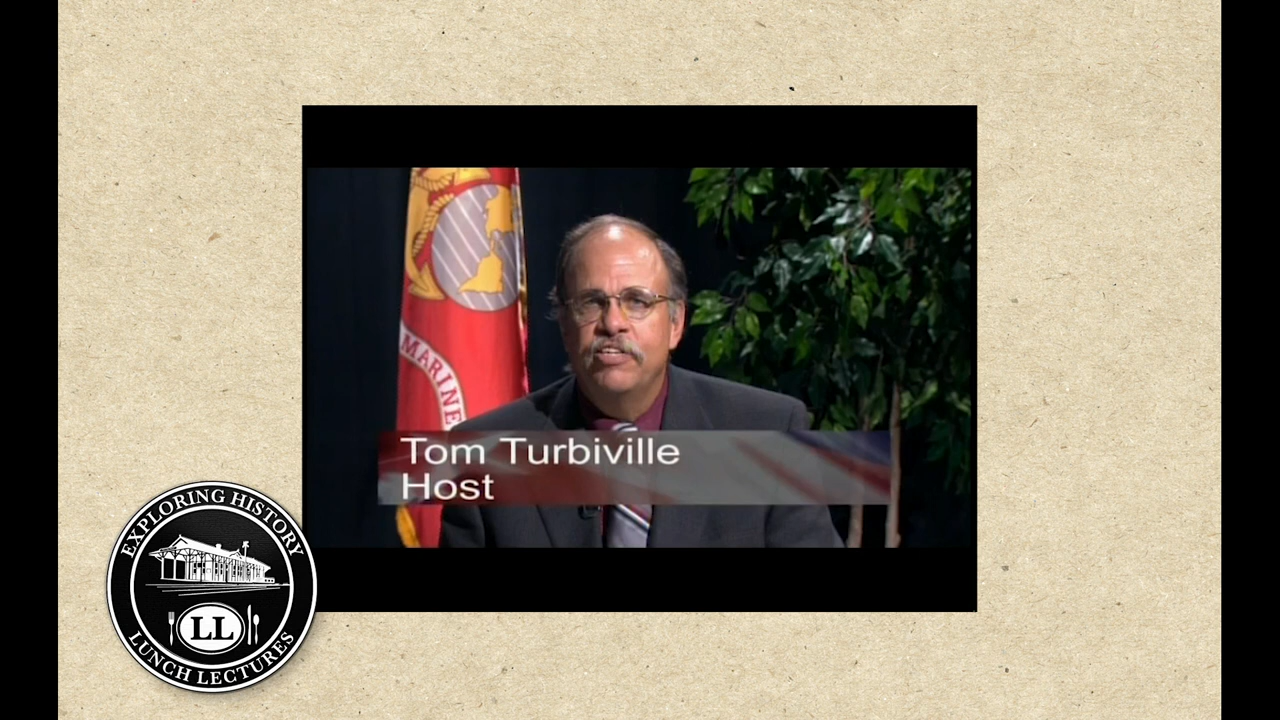 MARINE
Tom Turbiville
Host
EXPLORING HISTORY
LL
LUNCH LECTURES